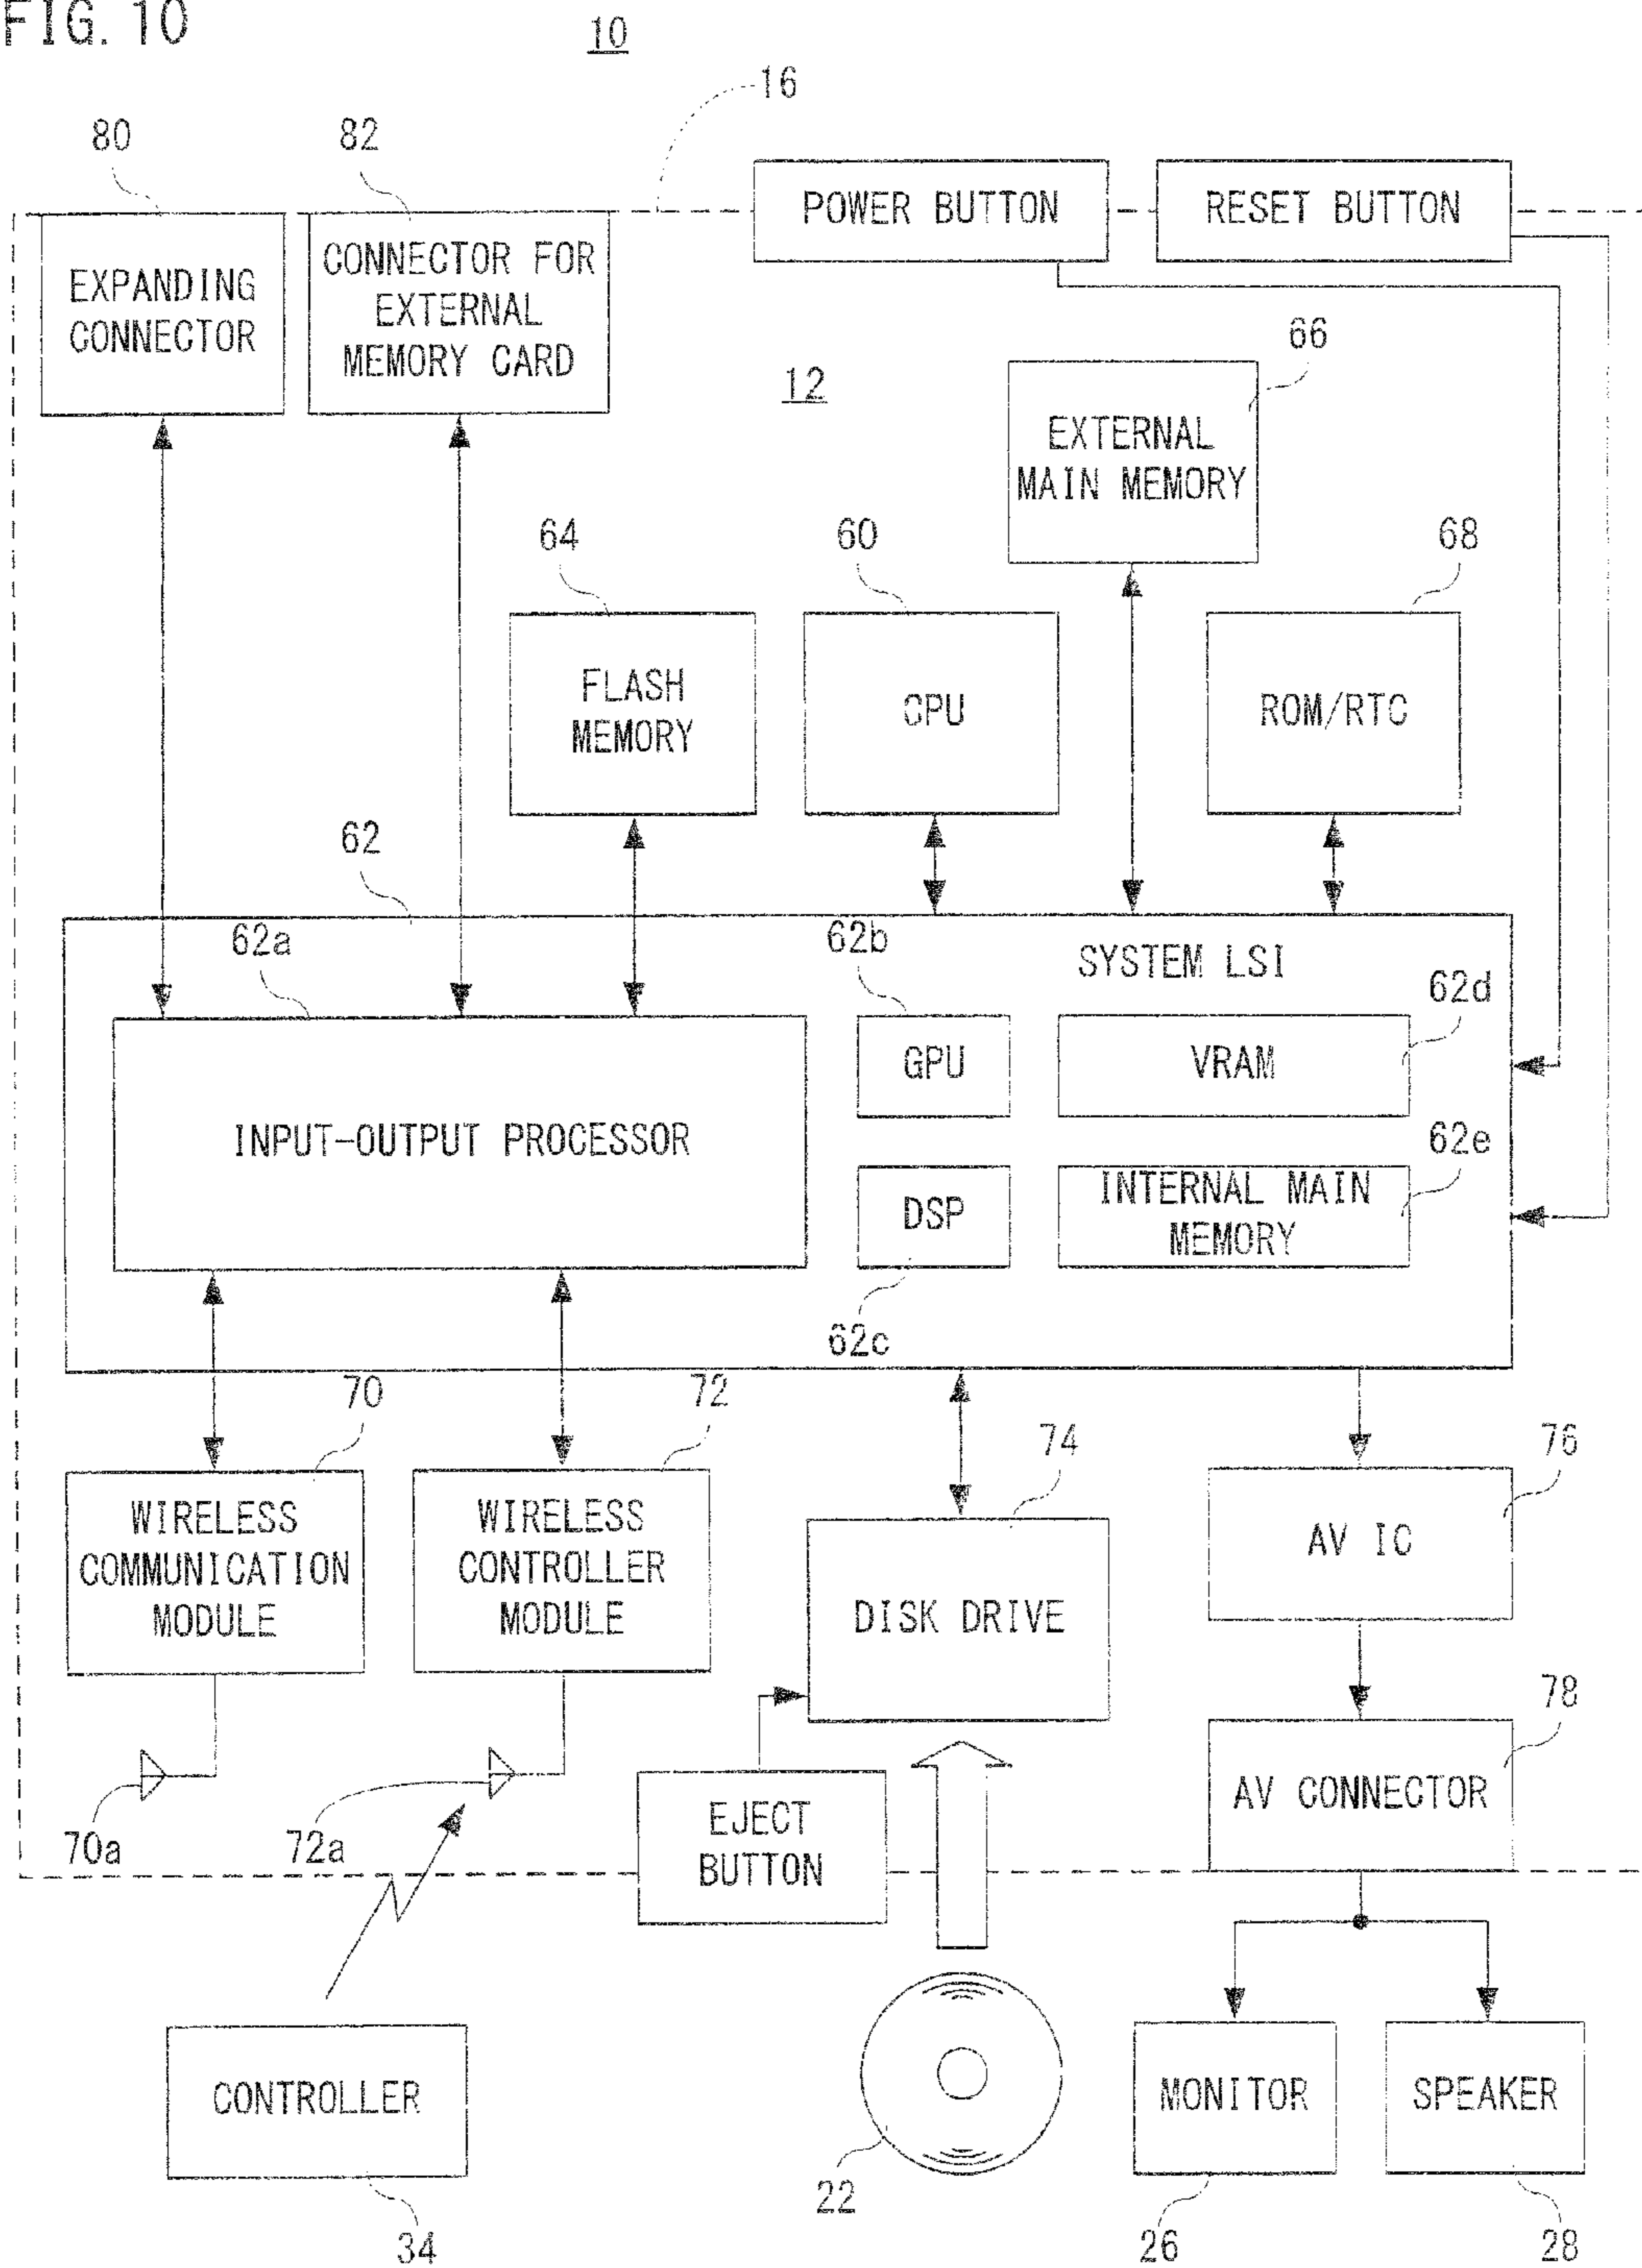 FIG. 10
10
16
80
82
POWER BUTTON
RESET BUTTON
EXPANDING
CONNECTOR
CONNECTOR FOR
EXTERNAL
MEMORY CARD
12
66
EXTERNAL
MAIN MEMORY
64
60
68
FLASH
MEMORY
CPU
ROM/RTC
62
62a
62b
SYSTEM LSI
62d
GPU
VRAM
INPUT-OUTPUT PROCESSOR
62e
DSP
INTERNAL MAIN
MEMORY
62c
70
72
74
76
WIRELESS
COMMUNICATION
MODULE
WIRELESS
CONTROLLER
MODULE
DISK DRIVE
AV IC
78
70a
72a
EJECT
BUTTON
AV CONNECTOR
CONTROLLER
MONITOR
SPEAKER
22
34
26
28